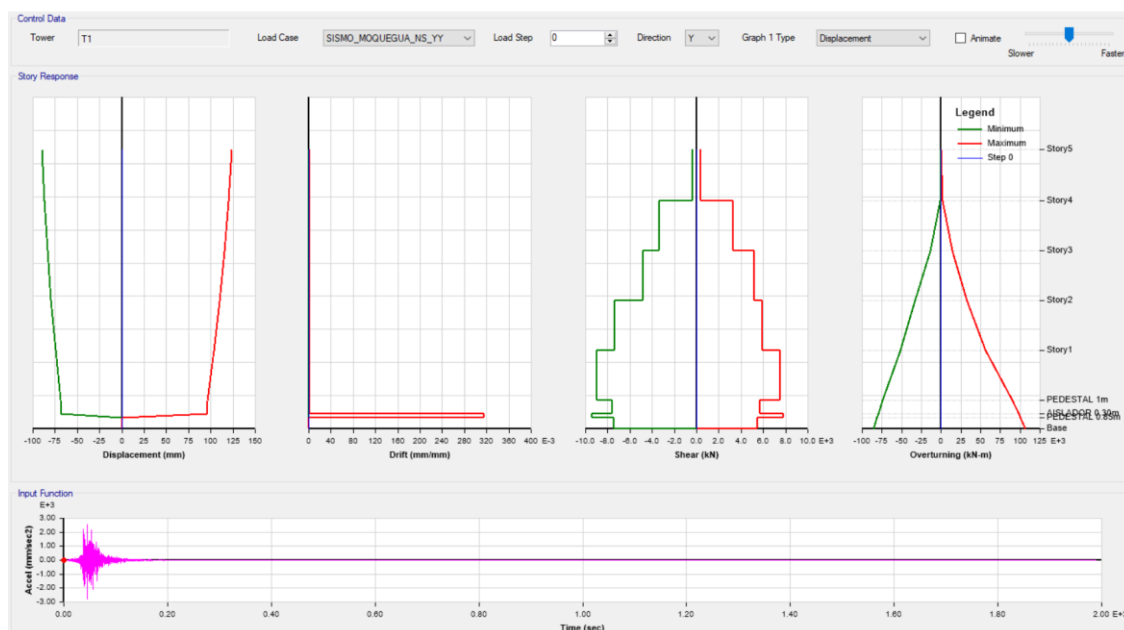 Control Data
Tower T1 Load Case SISMO_MOQUEGUA_NS_YY Load Step 0 Direction Y Graph 1 Type Displacement Animate
Slower Faster
Story Response
Legend
Minimum
Maximum
Step 0
Story5
Story4
Story3
Story2
Story1
PEDESTAL 1m
AISLADOR 0.30m
PEDESTAL 0.85m
Base
-100 -75 -50 -25 0 25 50 75 100 125 150
Displacement (mm)
0 40 80 120 160 200 240 280 320 360 400 E-3
Drift (mm/mm)
-10.0 -8.0 -6.0 -4.0 -2.0 0.0 2.0 4.0 6.0 8.0 10.0 E+3
Shear (kN)
-100 -75 -50 -25 0 25 50 75 100 125 E+3
Overturning (kN-m)
Input Function
E+3
3.00
2.00
1.00
0.00
-1.00
-2.00
-3.00
Accel (mm/sec2)
0.00 0.20 0.40 0.60 0.80 1.00 1.20 1.40 1.60 1.80 2.00 E+3
Time (sec)